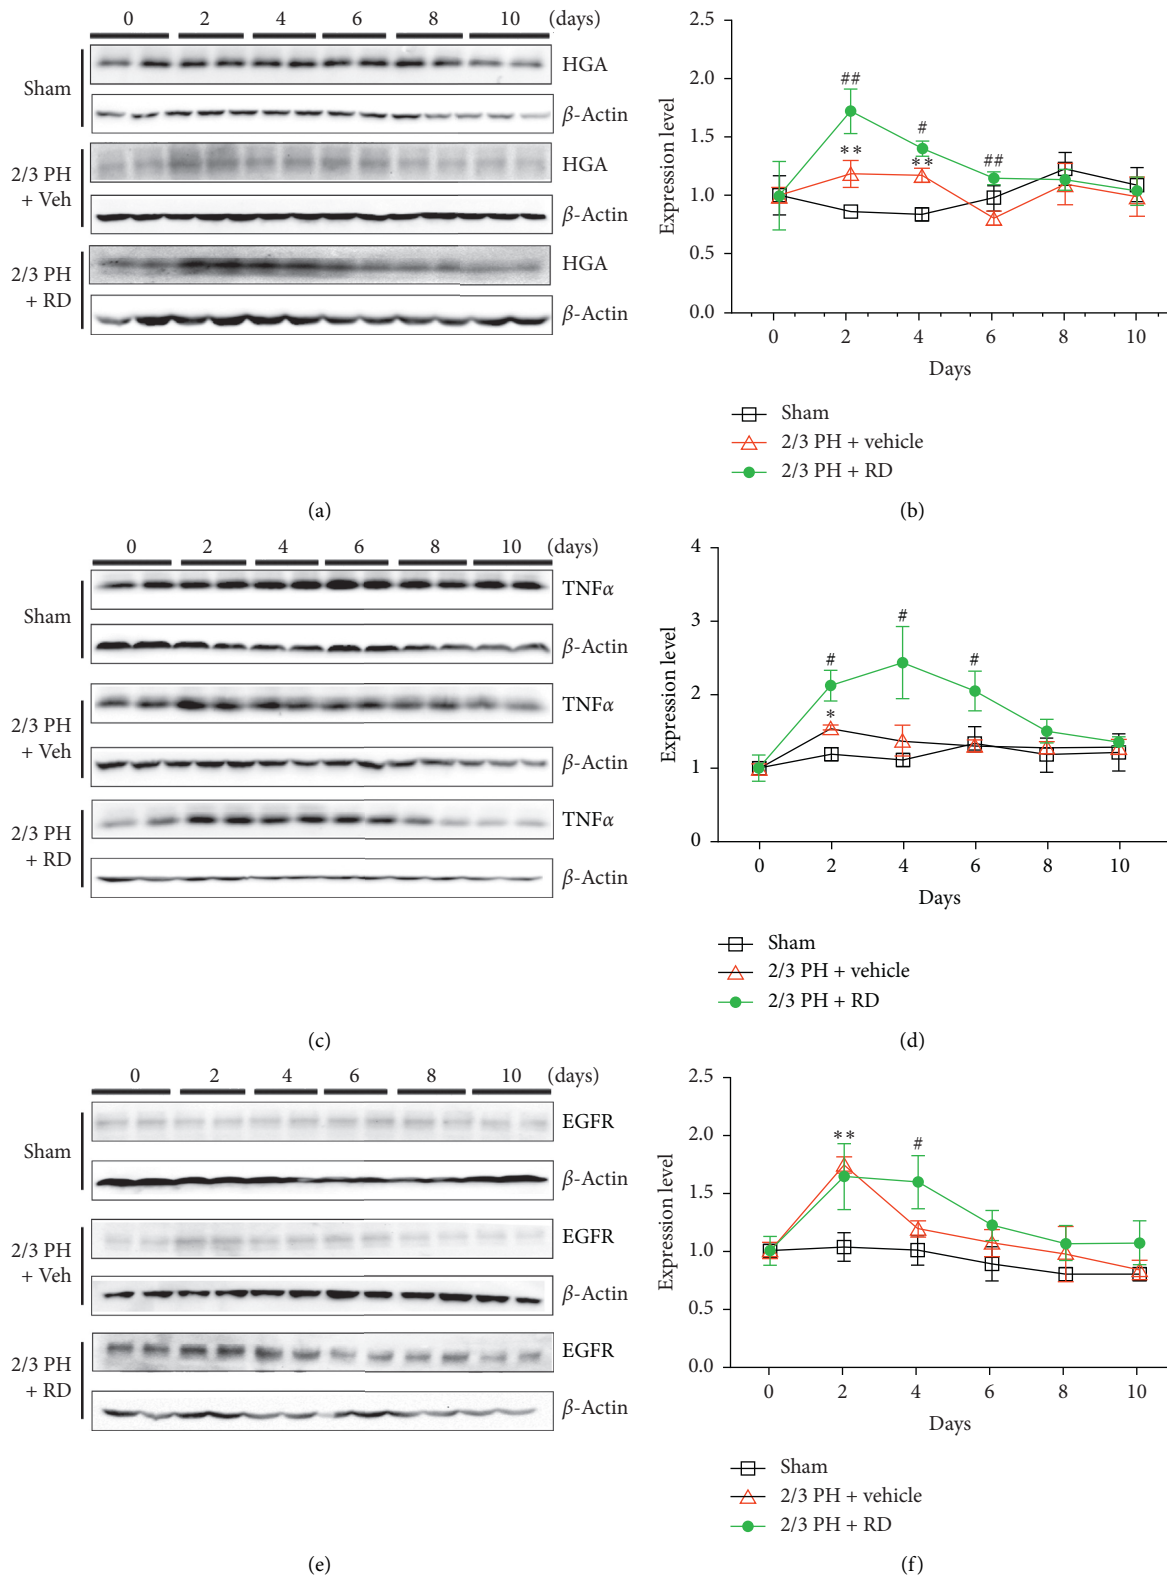 0 2 4 6 8 10 (days)
Sham
HGA
β-Actin
2/3 PH
+ Veh
HGA
β-Actin
2/3 PH
+ RD
HGA
β-Actin
(a)
2.5
2.0
1.5
1.0
0.5
0.0
Expression level
##
#
##
**
**
0 2 4 6 8 10
Days
Sham
2/3 PH + vehicle
2/3 PH + RD
(b)
0 2 4 6 8 10 (days)
Sham
TNFα
β-Actin
2/3 PH
+ Veh
TNFα
β-Actin
2/3 PH
+ RD
TNFα
β-Actin
(c)
4
3
2
1
0
Expression level
#
#
#
*
0 2 4 6 8 10
Days
Sham
2/3 PH + vehicle
2/3 PH + RD
(d)
0 2 4 6 8 10 (days)
Sham
EGFR
β-Actin
2/3 PH
+ Veh
EGFR
β-Actin
2/3 PH
+ RD
EGFR
β-Actin
(e)
2.5
2.0
1.5
1.0
0.5
0.0
Expression level
**
#
0 2 4 6 8 10
Days
Sham
2/3 PH + vehicle
2/3 PH + RD
(f)